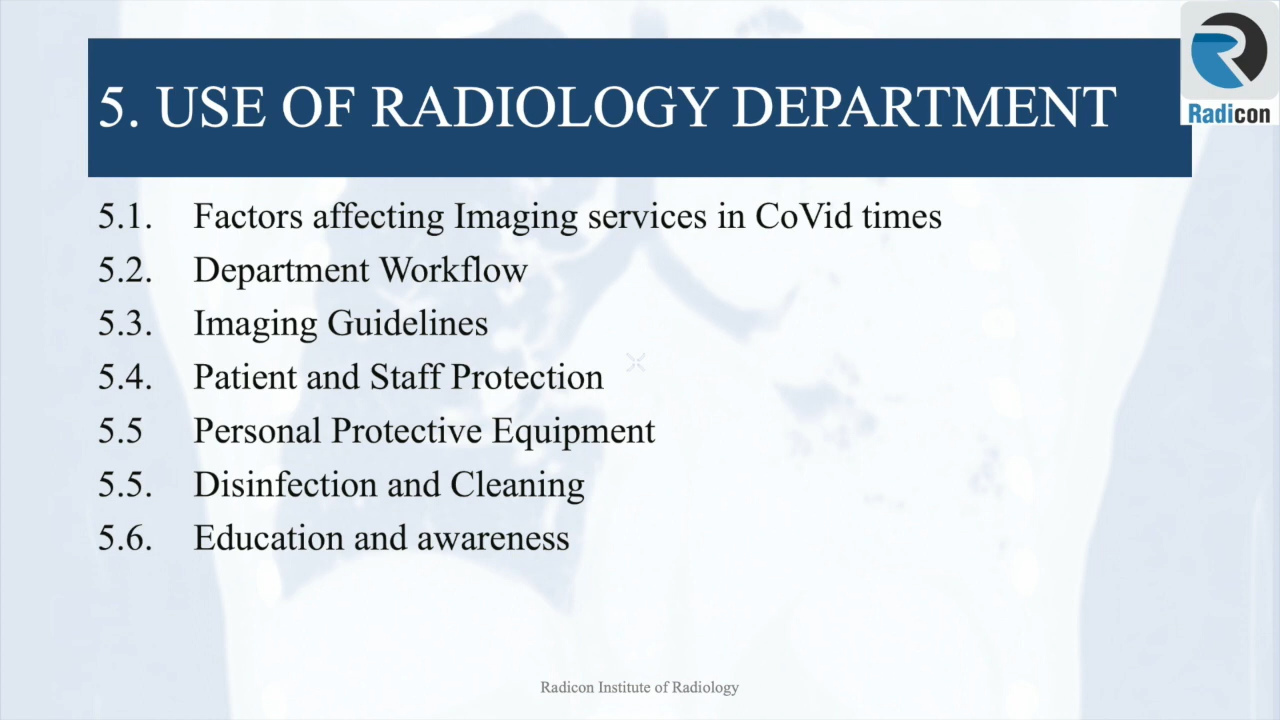 5. USE OF RADIOLOGY DEPARTMENT
Radicon
5.1. Factors affecting Imaging services in CoVid times
5.2. Department Workflow
5.3. Imaging Guidelines
5.4. Patient and Staff Protection
5.5 Personal Protective Equipment
5.5. Disinfection and Cleaning
5.6. Education and awareness
Radicon Institute of Radiology